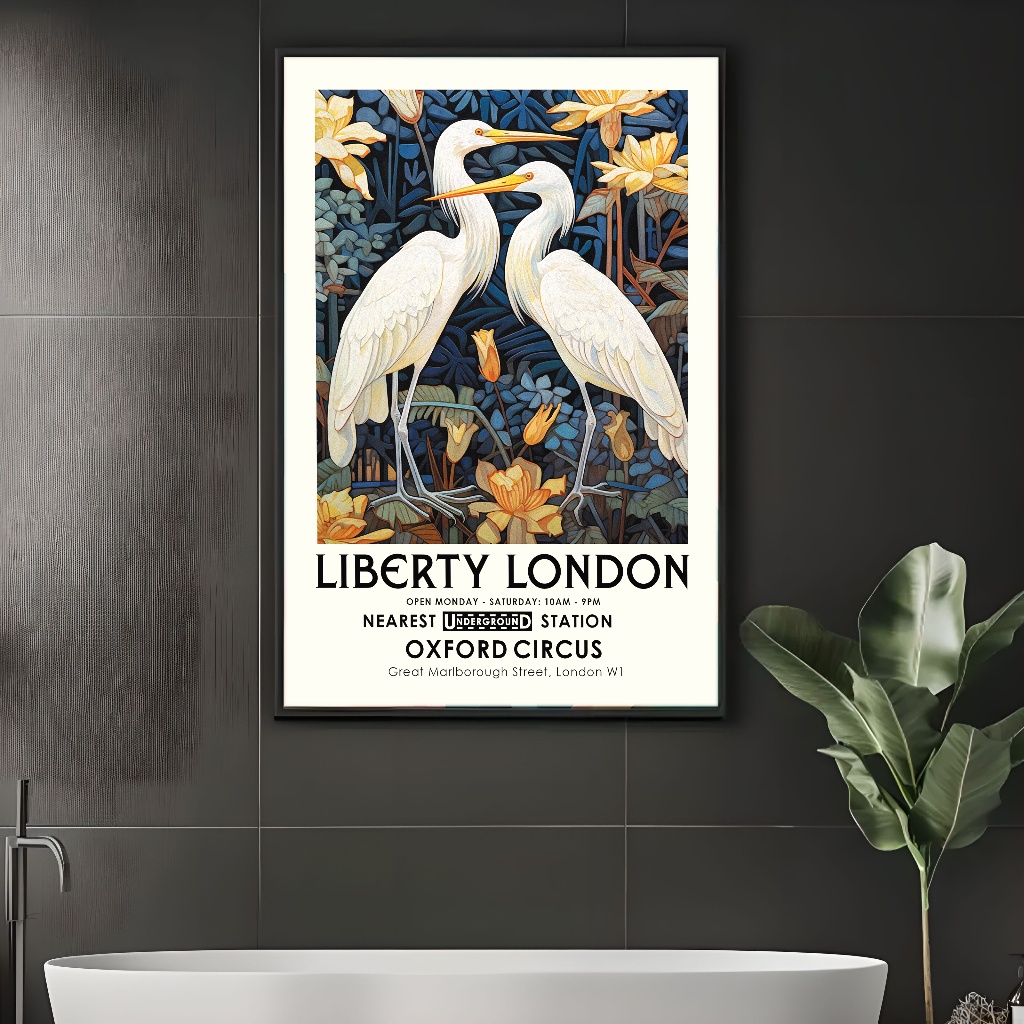 LIBERTY LONDON
OPEN MONDAY - SATURDAY: 10AM - 9PM
NEAREST UNDERGROUND STATION
OXFORD CIRCUS
Great Marlborough Street, London W1